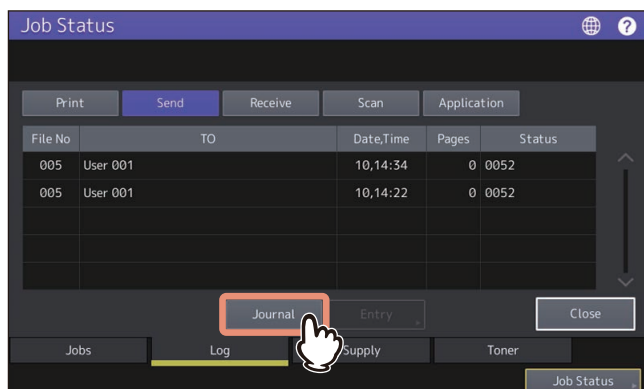 Job Status
Print Send Receive Scan Application
File No TO Date,Time Pages Status
005 User 001 10,14:34 0 0052
005 User 001 10,14:22 0 0052
Journal Entry Close
Jobs Log Supply Toner
Job Status